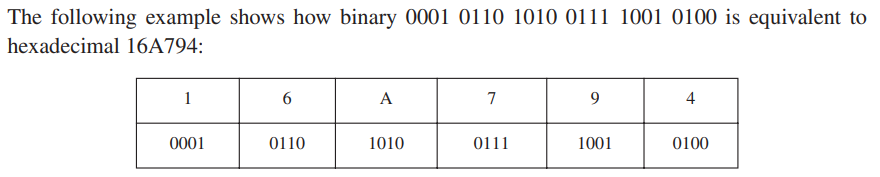 The following example shows how binary 0001 0110 1010 0111 1001 0100 is equivalent to
hexadecimal 16A794:
1 6 A 7 9 4
0001 0110 1010 0111 1001 0100